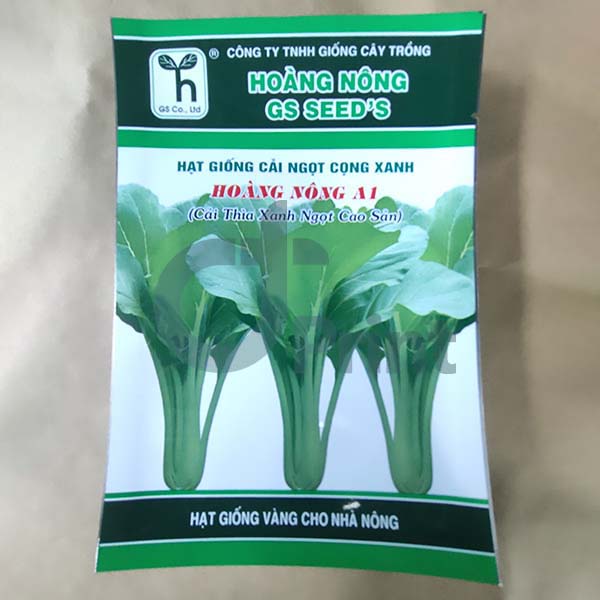 h
GS Co., Ltd
®
CÔNG TY TNHH GIỐNG CÂY TRỒNG
HOÀNG NÔNG
GS SEED'S
HẠT GIỐNG CẢI NGỌT CỌNG XANH
HOÀNG NÔNG A1
(Cải Thìa Xanh Ngọt Cao Sản)
Print
HẠT GIỐNG VÀNG CHO NHÀ NÔNG